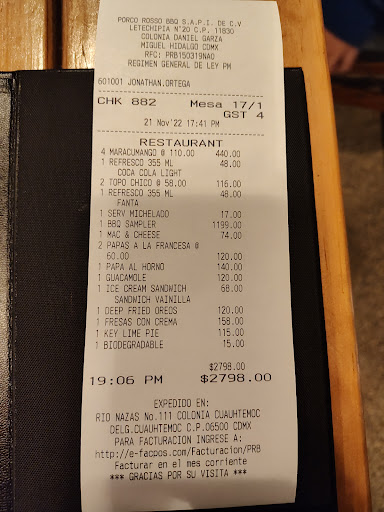 PORCO ROSSO BBQ S.A.P.I. DE C.V
LETECHIPIA N°20 C.P. 11830
COLONIA DANIEL GARZA
MIGUEL HIDALGO CDMX
RFC: PRB150319NA0
REGIMEN GENERAL DE LEY PM
601001 JONATHAN.ORTEGA
CHK 882 Mesa 17/1
GST 4
21 Nov'22 17:41 PM
RESTAURANT
4 MARACUMANGO @ 110.00 440.00
1 REFRESCO 355 ML 48.00
COCA COLA LIGHT
2 TOPO CHICO @ 58.00 116.00
1 REFRESCO 355 ML 48.00
FANTA
1 SERV MICHELADO 17.00
1 BBQ SAMPLER 1199.00
1 MAC & CHEESE 74.00
2 PAPAS A LA FRANCESA @
60.00 120.00
1 PAPA AL HORNO 140.00
1 GUACAMOLE 120.00
1 ICE CREAM SANDWICH 68.00
SANDWICH VAINILLA
1 DEEP FRIED OREOS 120.00
1 FRESAS CON CREMA 158.00
1 KEY LIME PIE 115.00
1 BIODEGRADABLE 15.00
$2798.00
19:06 PM $2798.00
EXPEDIDO EN:
RIO NAZAS No.111 COLONIA CUAUHTEMOC
DELG.CUAUHTEMOC C.P.06500 CDMX
PARA FACTURACION INGRESE A:
http://e-facpos.com/Facturacion/PRB
Facturar en el mes corriente
*** GRACIAS POR SU VISITA ***